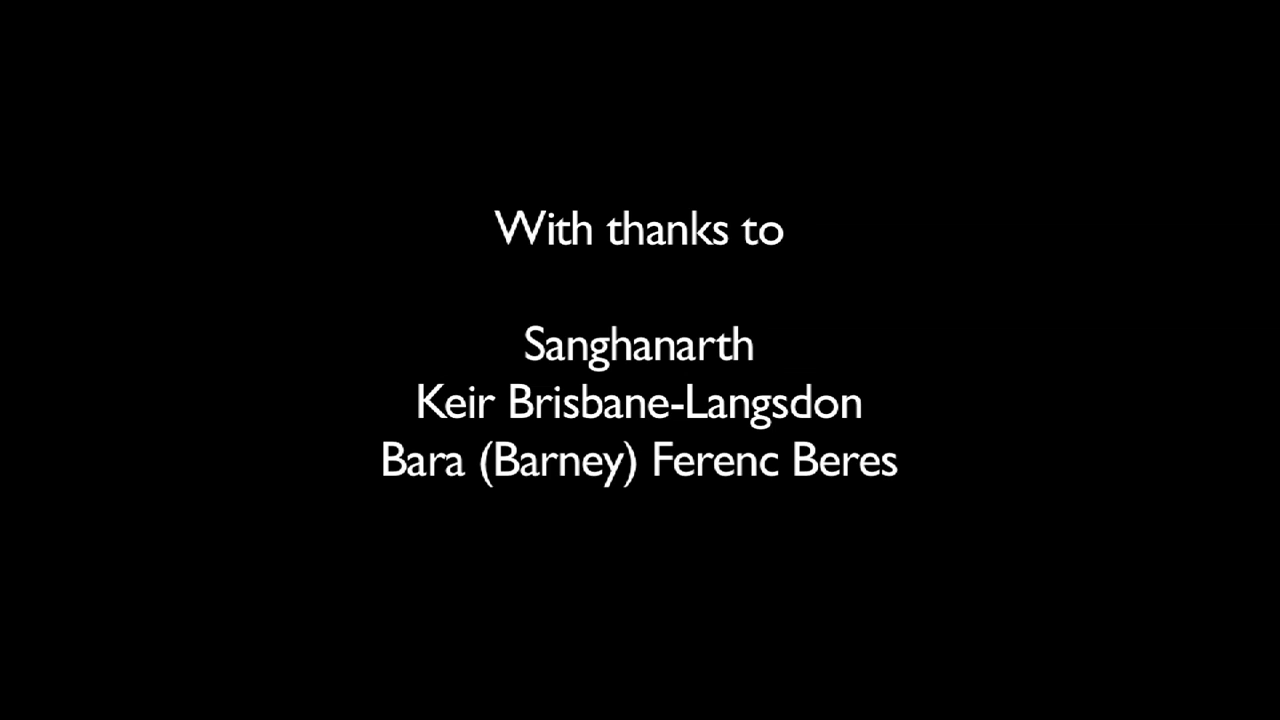 With thanks to
Sanghanarth
Keir Brisbane-Langsdon
Bara (Barney) Ferenc Beres